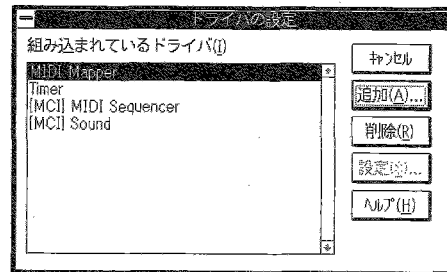 ドライバの設定
組み込まれているドライバ(I)
MIDI Mapper
Timer
[MCI] MIDI Sequencer
[MCI] Sound
ｷｬﾝｾﾙ
追加(A)...
削除(R)
設定(S)...
ﾍﾙﾌﾟ(H)